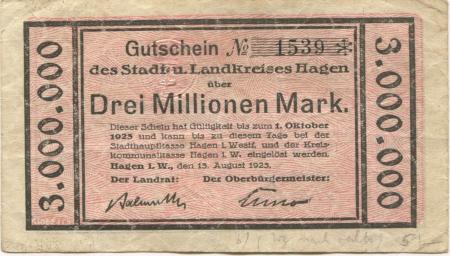 Gutschein № 1539 *
des Stadt- u. Landkreises Hagen
über
Drei Millionen Mark.
Dieser Schein hat Gültigkeit bis zum 1. Oktober
1923 und kann bis zu diesem Tage bei der
Stadthauptkasse Hagen i. Westf. und der Kreis-
kommunalkasse Hagen i. W. eingelöst werden.
Hagen i. W., den 15. August 1923.
Der Landrat: Der Oberbürgermeister:
3.000.000
3.000.000